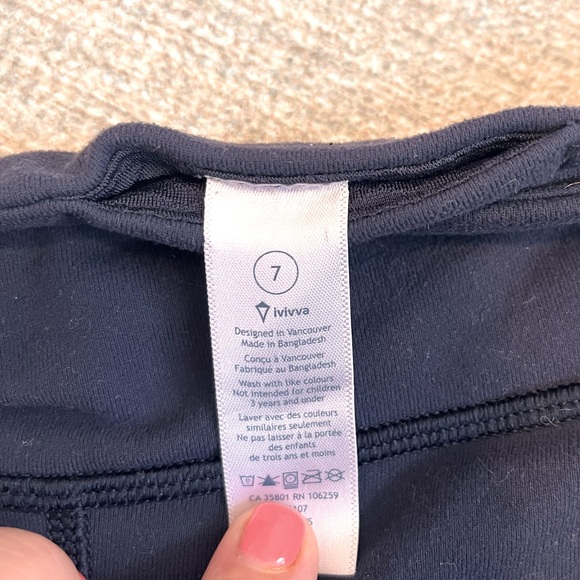 7
ivivva
Designed in Vancouver
Made in Bangladesh
Conçu à Vancouver
Fabriqué au Bangladesh
Wash with like colours
Not intended for children
3 years and under
Laver avec des couleurs
similaires seulement
Ne pas laisser à la portée
des enfants
de trois ans et moins
CA 35801 RN 106259